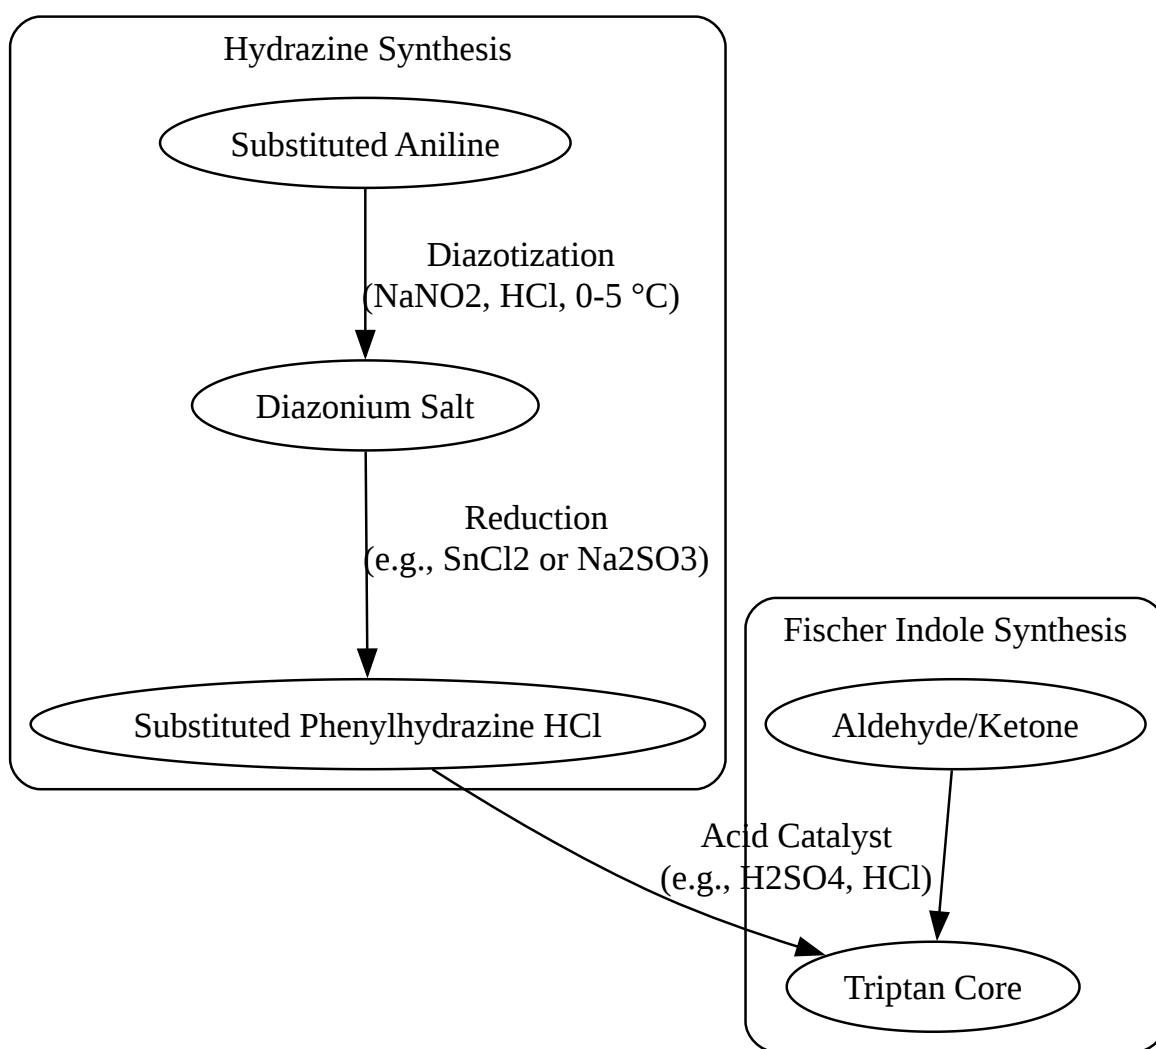 Hydrazine Synthesis
Substituted Aniline
Diazotization
(NaNO2, HCl, 0-5 °C)
Diazonium Salt
Reduction
(e.g., SnCl2 or Na2SO3)
Substituted Phenylhydrazine HCl
Fischer Indole Synthesis
Aldehyde/Ketone
Acid Catalyst
(e.g., H2SO4, HCl)
Triptan Core